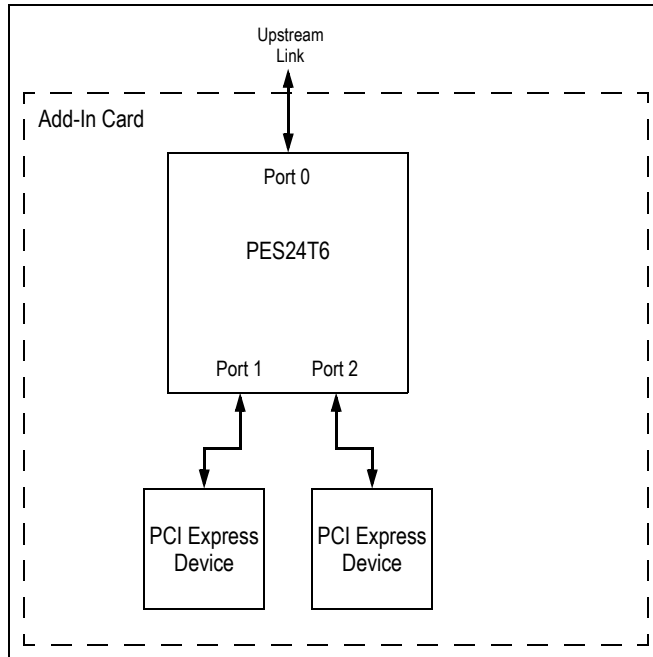 Upstream
Link
Add-In Card
Port 0
PES24T6
Port 1
Port 2
PCI Express
Device
PCI Express
Device